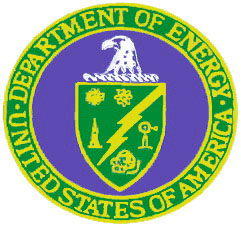 ·DEPARTMENT OF ENERGY·
UNITED STATES OF AMERICA